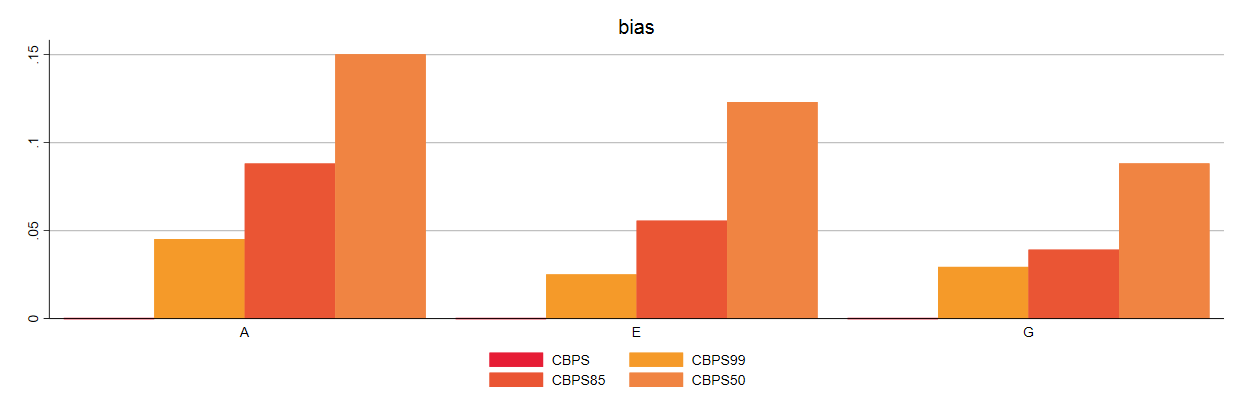 bias
.15
.1
.05
0
A E G
CBPS CBPS99
CBPS85 CBPS50